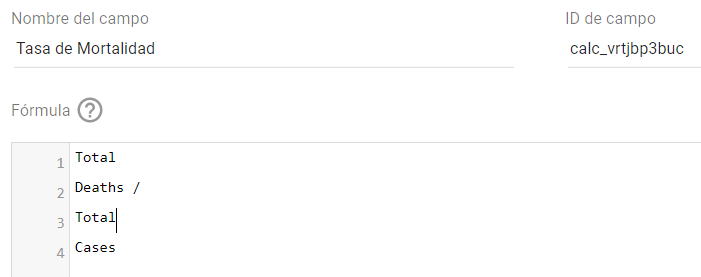 Nombre del campo
ID de campo
Tasa de Mortalidad
calc_vrtjbp3buc
Fórmula ?
1 Total
2 Deaths /
3 Total
4 Cases